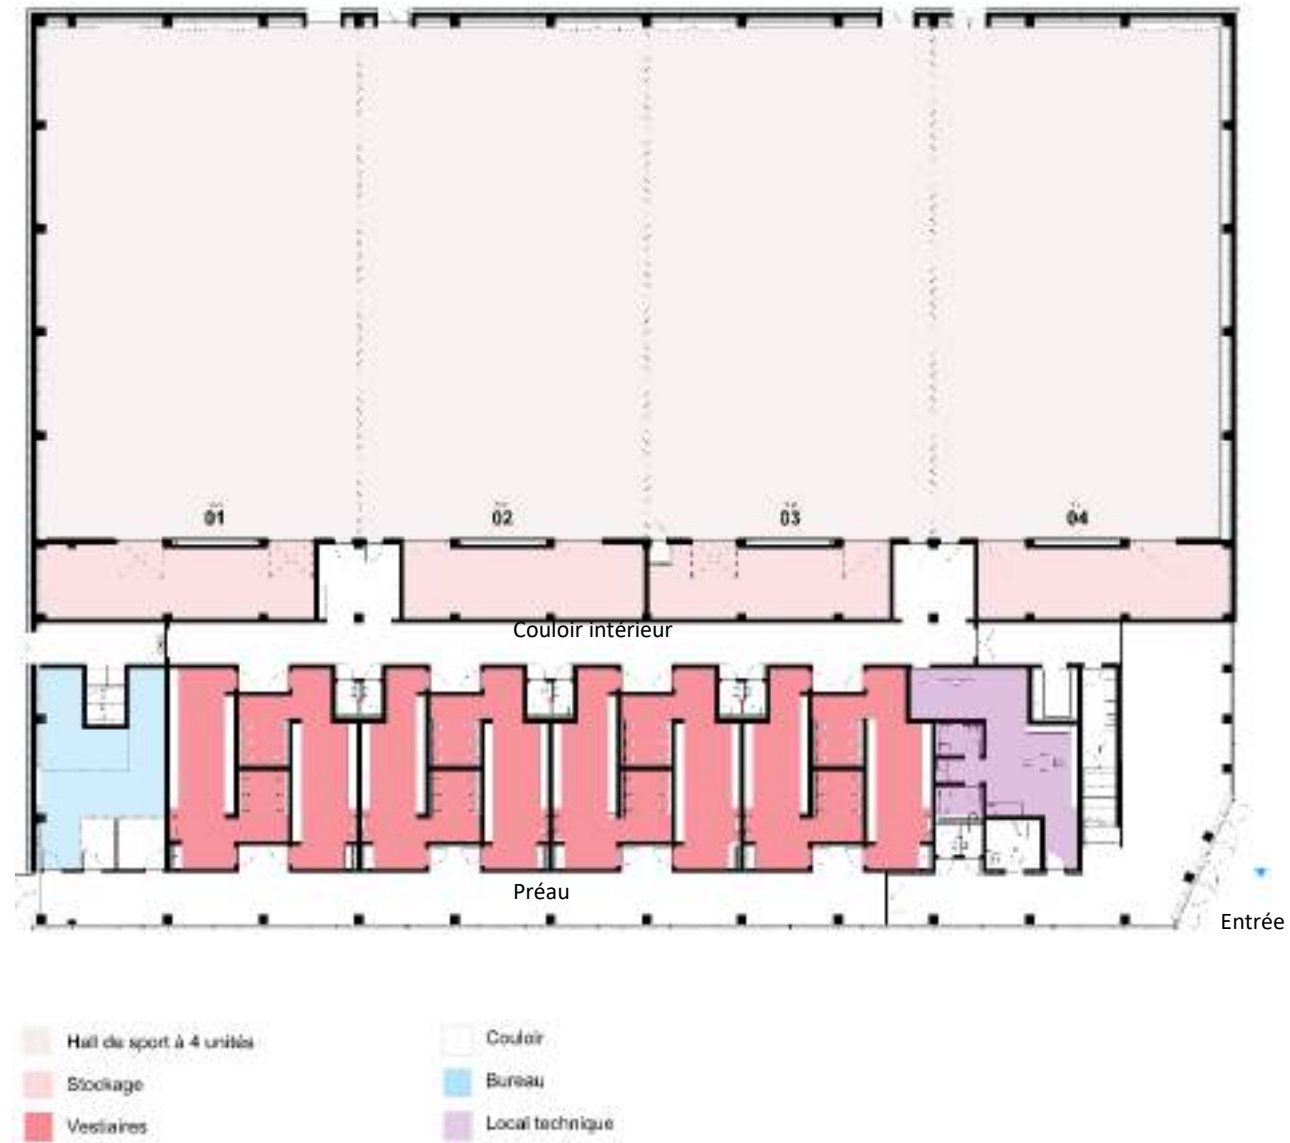 01
02
03
04
Couloir intérieur
Préau
Entrée
Hall de sport à 4 unités
Stockage
Vestiaires
Couloir
Bureau
Local technique